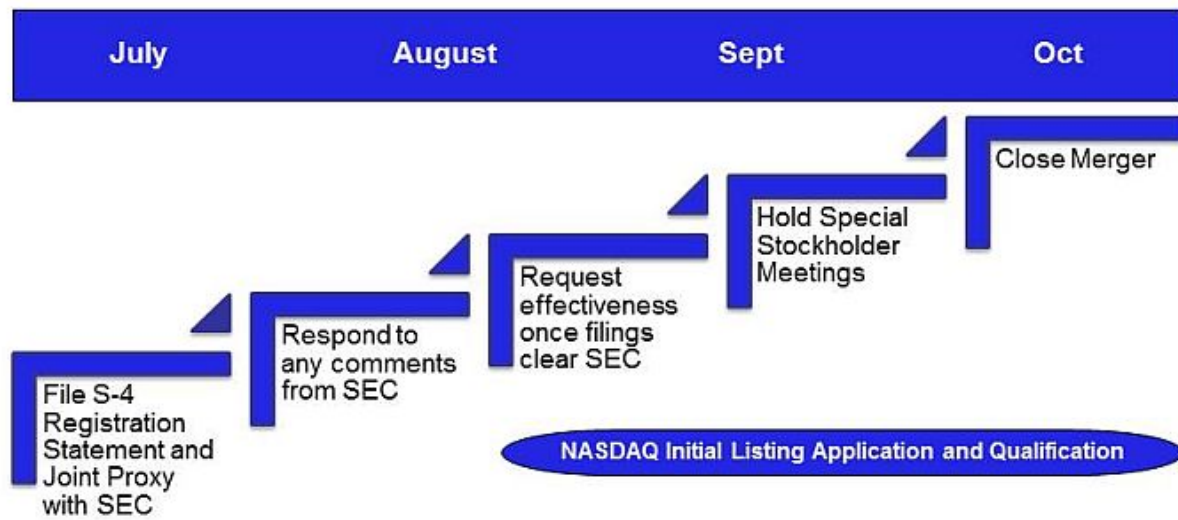 July August Sept Oct
File S-4
Registration
Statement and
Joint Proxy
with SEC
Respond to
any comments
from SEC
Request
effectiveness
once filings
clear SEC
Hold Special
Stockholder
Meetings
Close Merger
NASDAQ Initial Listing Application and Qualification